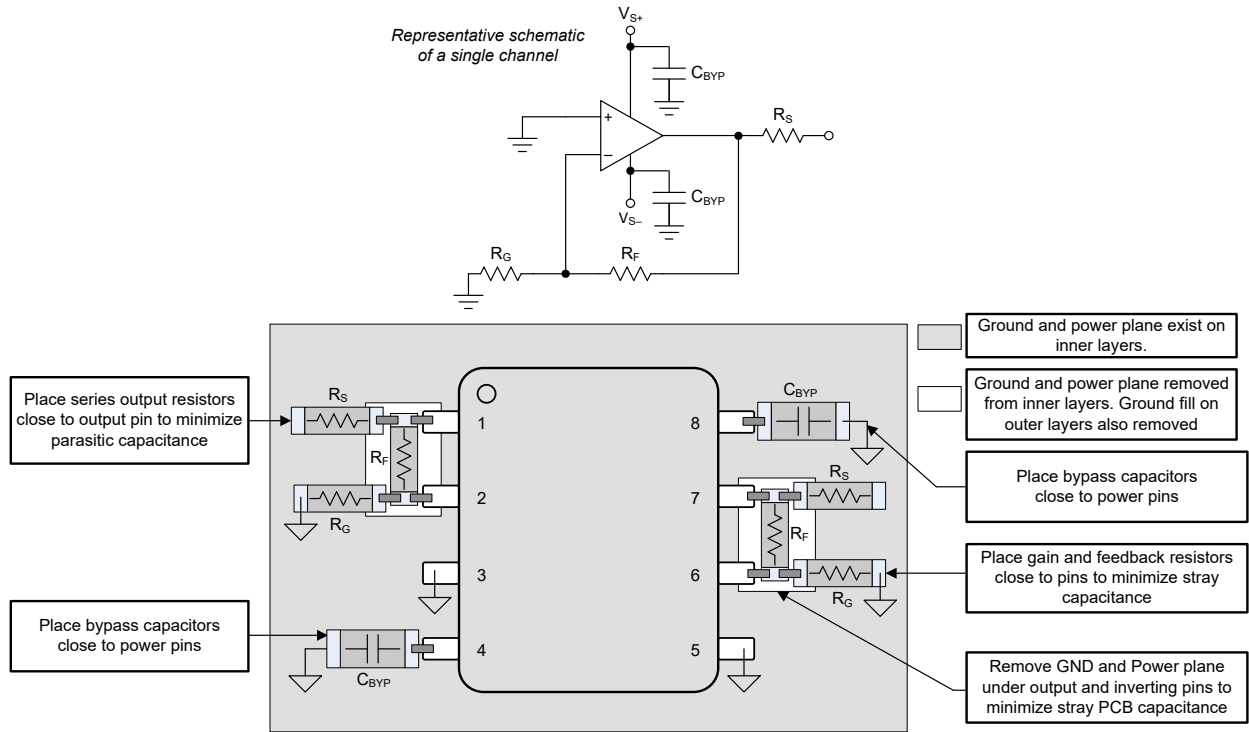 Representative schematic
of a single channel
VS+
CBYP
+
−
RS
CBYP
VS–
RG
RF
Ground and power plane exist on
inner layers.
Ground and power plane removed
from inner layers. Ground fill on
outer layers also removed
Place series output resistors
close to output pin to minimize
parasitic capacitance
RS
RF
RG
1
2
3
4
CBYP
8
7
6
5
CBYP
RS
RF
RG
Place bypass capacitors
close to power pins
Place gain and feedback resistors
close to pins to minimize stray
capacitance
Place bypass capacitors
close to power pins
Remove GND and Power plane
under output and inverting pins to
minimize stray PCB capacitance